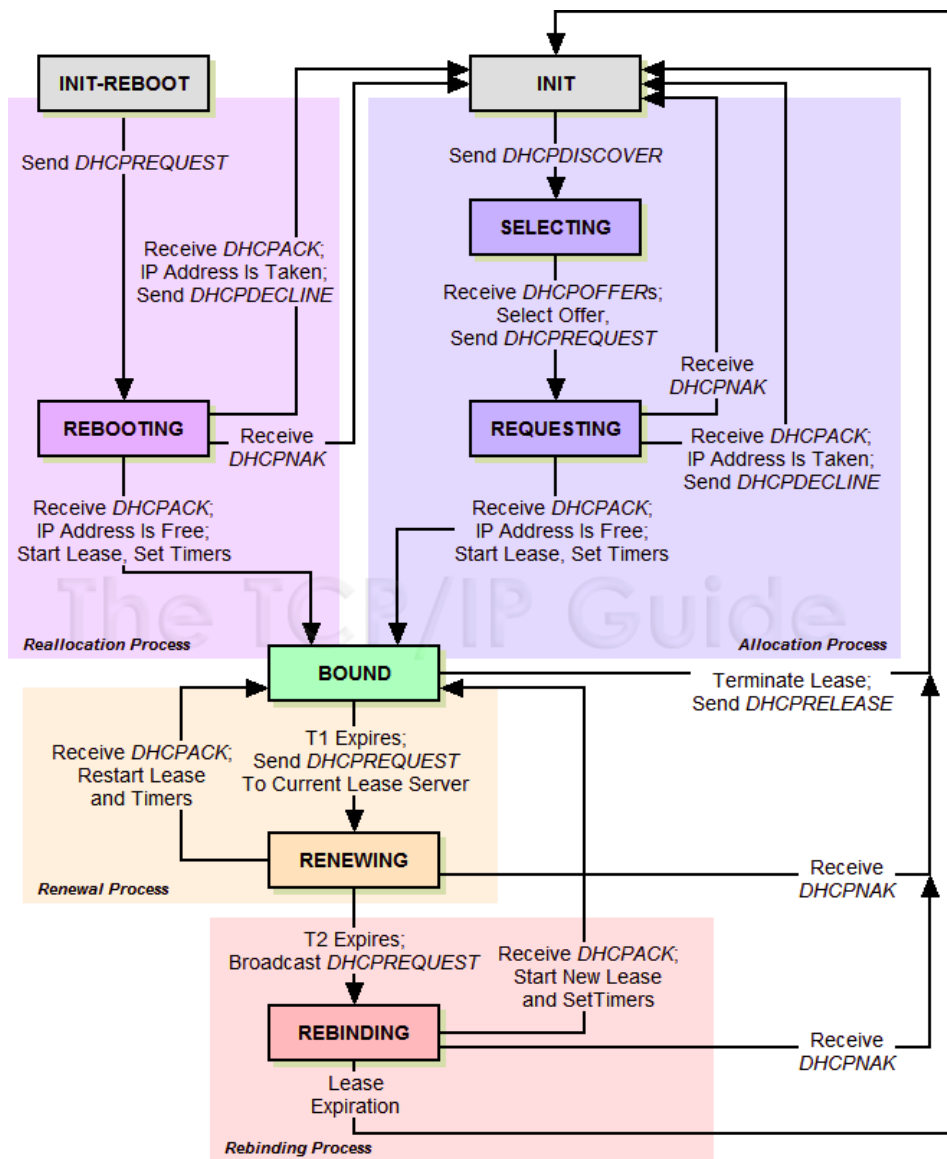 INIT-REBOOT
INIT
Send DHCPREQUEST
Send DHCPDISCOVER
SELECTING
Receive DHCPACK;
IP Address Is Taken;
Send DHCPDECLINE
Receive DHCPOFFERs;
Select Offer,
Send DHCPREQUEST
Receive
DHCPNAK
REBOOTING
Receive
DHCPNAK
REQUESTING
Receive DHCPACK;
IP Address Is Taken;
Send DHCPDECLINE
Receive DHCPACK;
IP Address Is Free;
Start Lease, Set Timers
Receive DHCPACK;
IP Address Is Free;
Start Lease, Set Timers
The TCP/IP Guide
Reallocation Process
Allocation Process
BOUND
Terminate Lease;
Send DHCPRELEASE
Receive DHCPACK;
Restart Lease
and Timers
T1 Expires;
Send DHCPREQUEST
To Current Lease Server
RENEWING
Receive
DHCPNAK
Renewal Process
T2 Expires;
Broadcast DHCPREQUEST
Receive DHCPACK;
Start New Lease
and SetTimers
REBINDING
Receive
DHCPNAK
Lease
Expiration
Rebinding Process